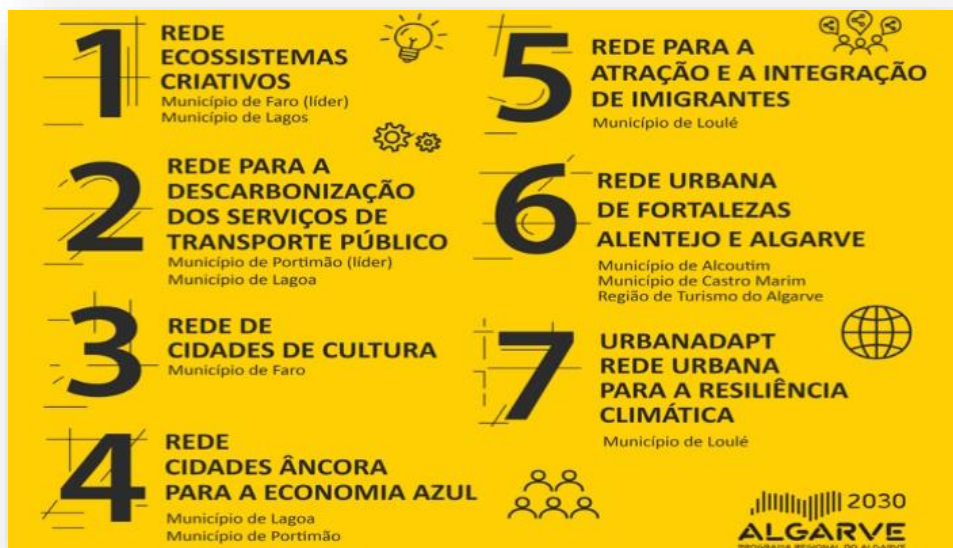 1
REDE
ECOSSISTEMAS
CRIATIVOS
Município de Faro (líder)
Município de Lagos
2
REDE PARA A
DESCARBONIZAÇÃO
DOS SERVIÇOS DE
TRANSPORTE PÚBLICO
Município de Portimão (líder)
Município de Lagoa
3
REDE DE
CIDADES DE CULTURA
Município de Faro
4
REDE
CIDADES ÂNCORA
PARA A ECONOMIA AZUL
Município de Lagoa
Município de Portimão
5
REDE PARA A
ATRAÇÃO E A INTEGRAÇÃO
DE IMIGRANTES
Município de Loulé
6
REDE URBANA
DE FORTALEZAS
ALENTEJO E ALGARVE
Município de Alcoutim
Município de Castro Marim
Região de Turismo do Algarve
7
URBANADAPT
REDE URBANA
PARA A RESILIÊNCIA
CLIMÁTICA
Município de Loulé
2030
ALGARVE
PROGRAMA REGIONAL DO ALGARVE